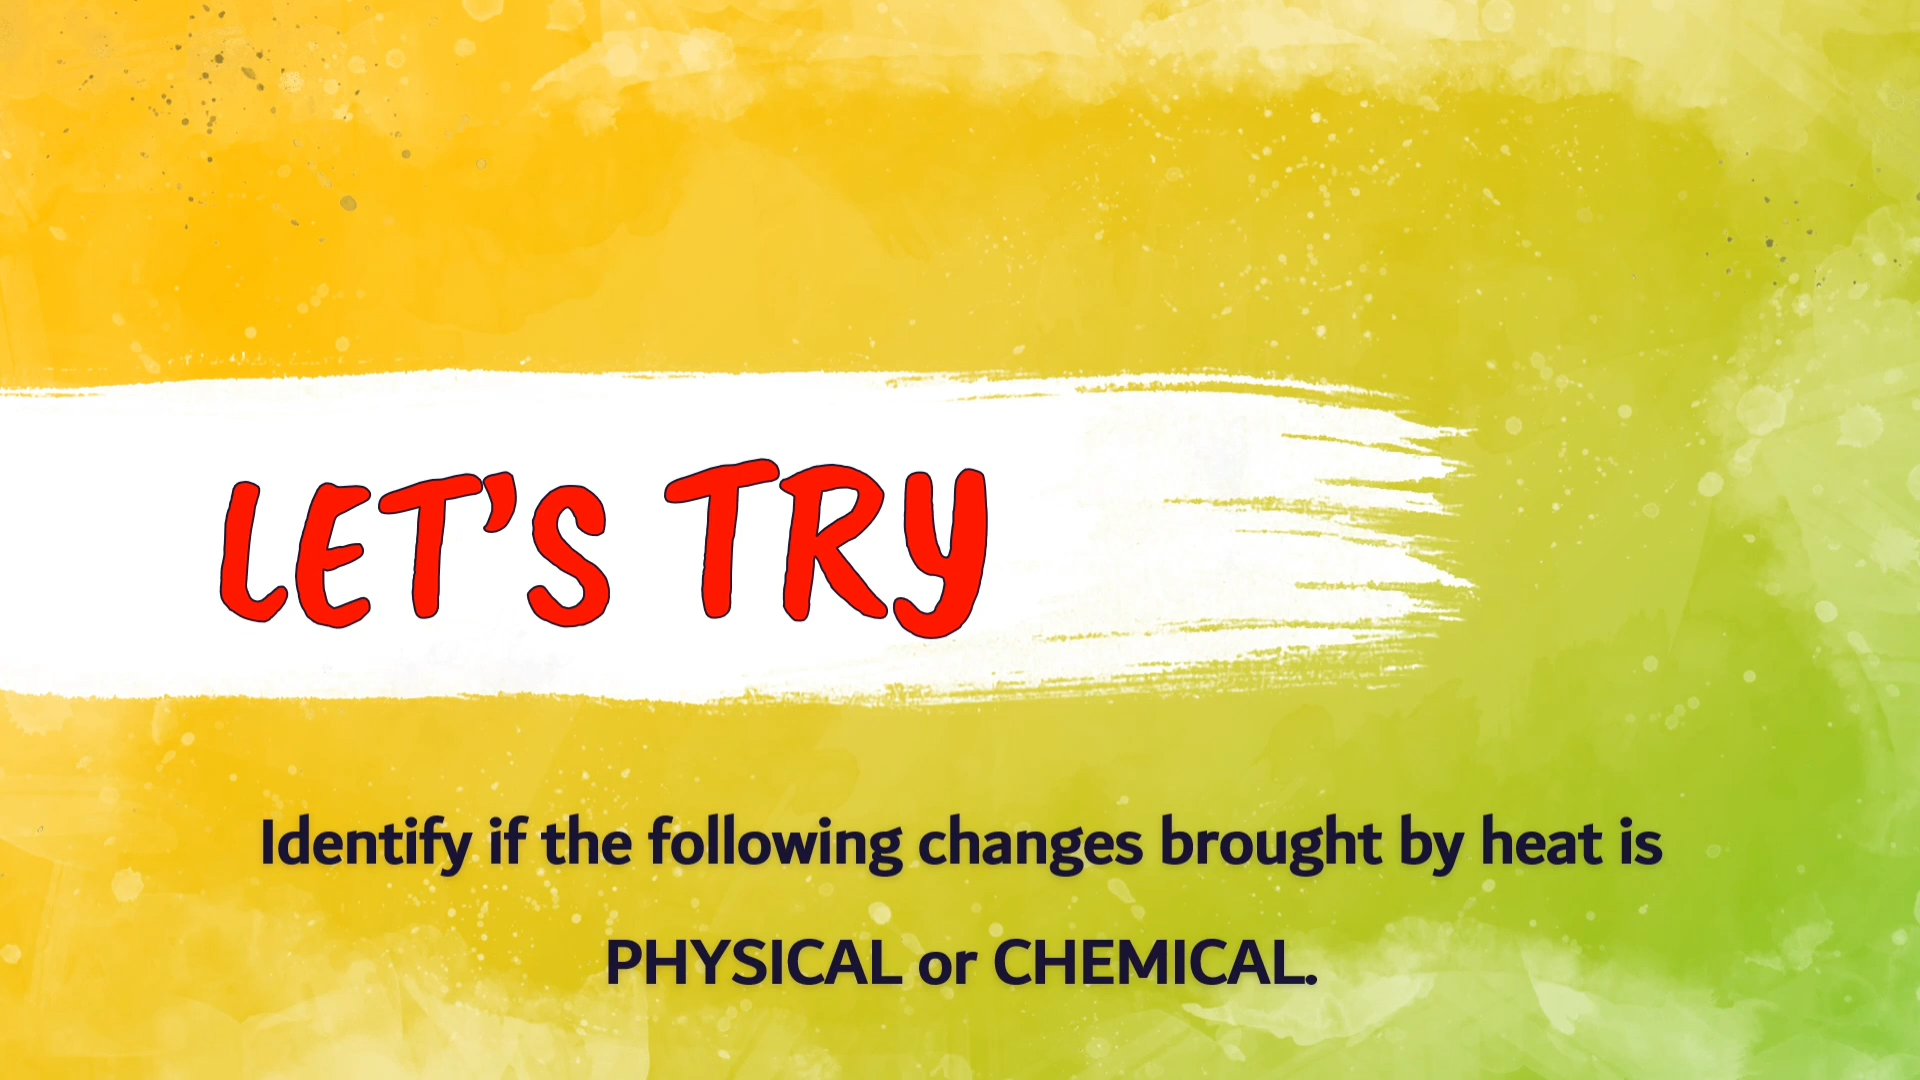 LET'S TRY
Identify if the following changes brought by heat is
PHYSICAL or CHEMICAL.